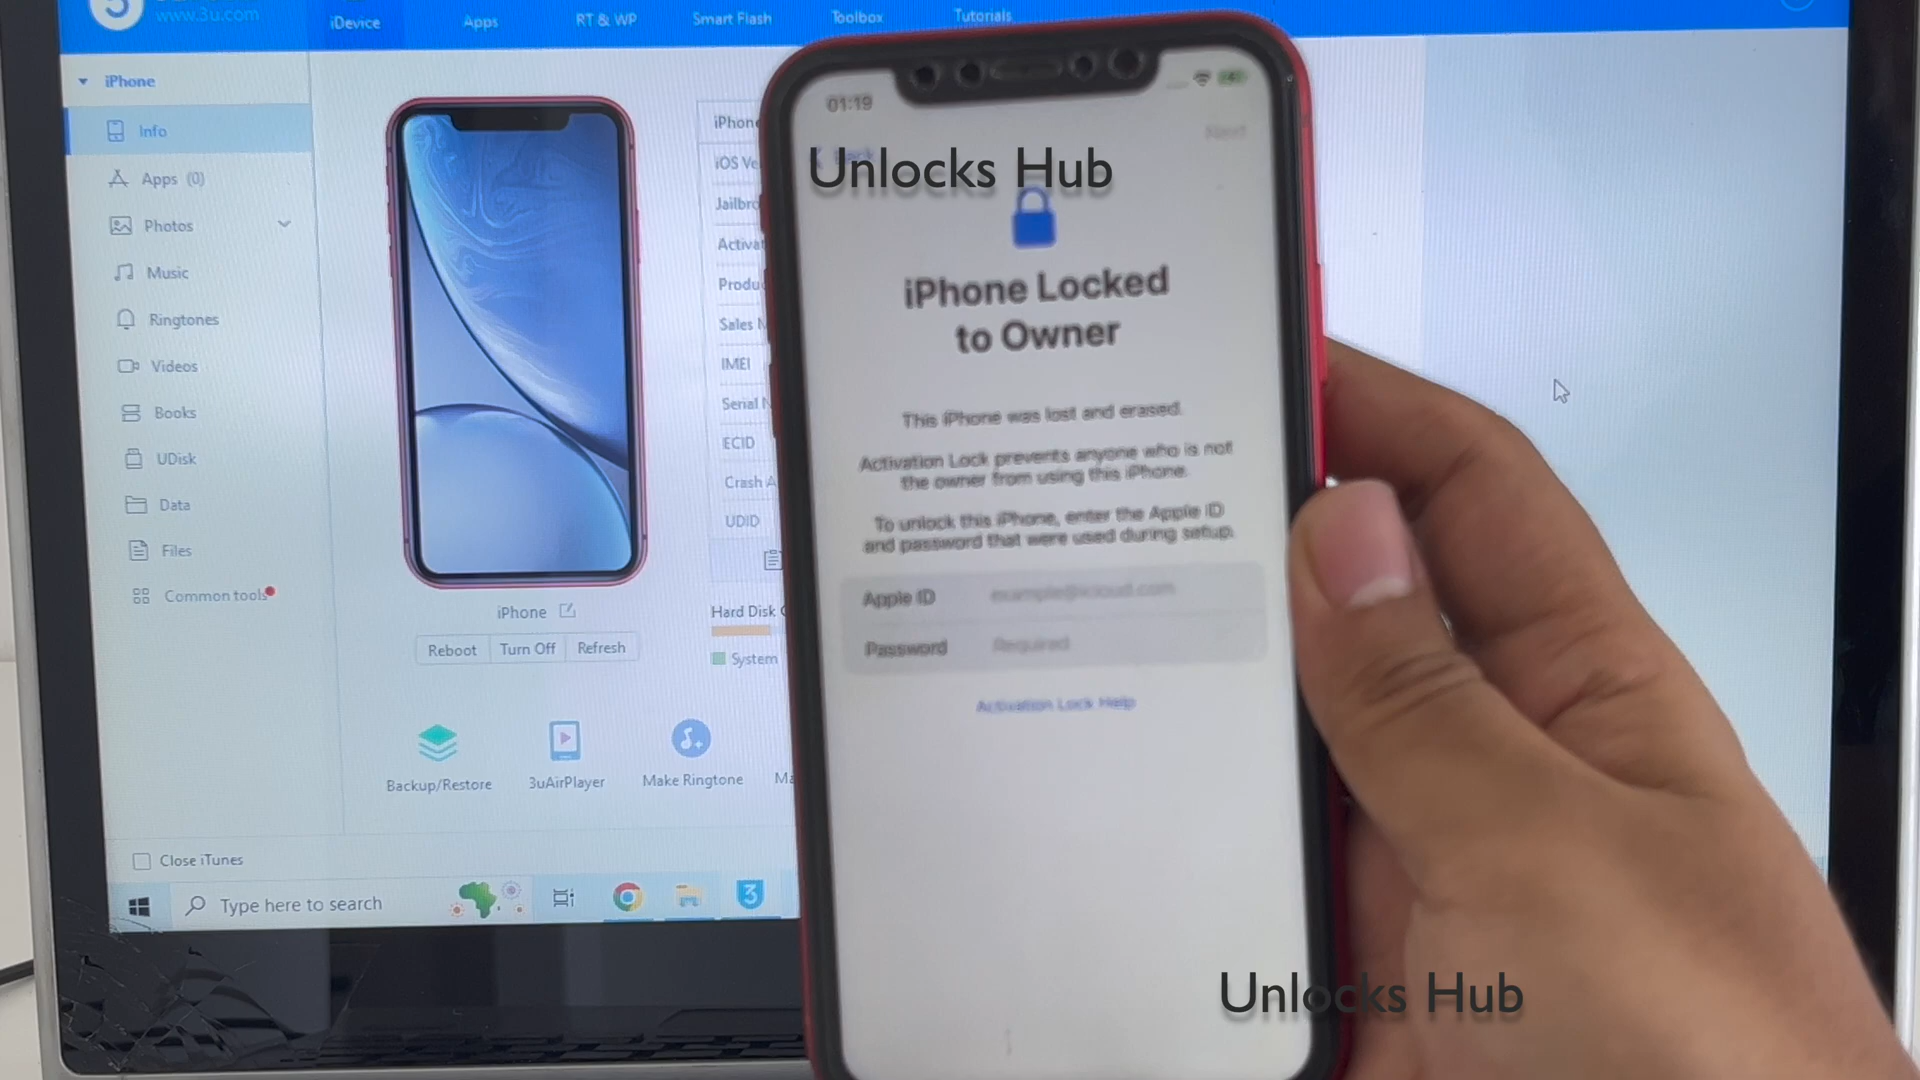 www.3u.com
iDevice
Apps
RT & WP
Smart Flash
Toolbox
Tutorials
iPhone
Info
Apps (0)
Photos
Music
Ringtones
Videos
Books
UDisk
Data
Files
Common tools
Close iTunes
iPhone
Reboot
Turn Off
Refresh
Backup/Restore
3uAirPlayer
Make Ringtone
Ma
iPhone
iOS Ve
Jailbro
Activat
Produ
Sales
IMEI
Serial
ECID
Crash A
UDID
Hard Disk
System
Type here to search
01:19
Next
Back
Unlocks Hub
iPhone Locked
to Owner
This iPhone was lost and erased.
Activation Lock prevents anyone who is not
the owner from using this iPhone.
To unlock this iPhone, enter the Apple ID
and password that were used during setup.
Apple ID example@icloud.com
Password Required
Activation Lock Help
Unlocks Hub